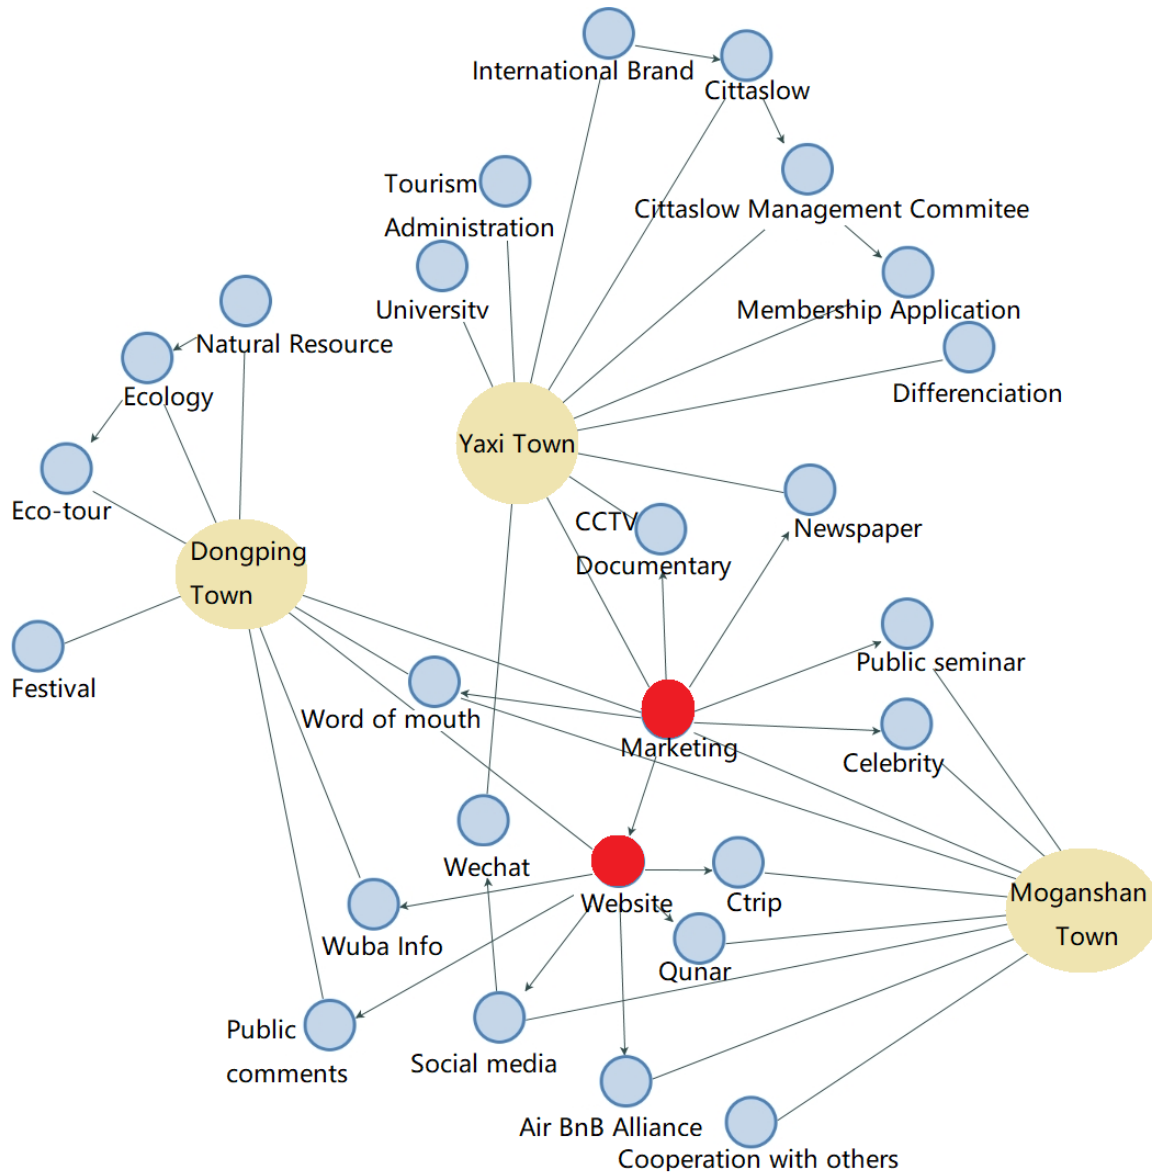 International Brand
Cittaslow
Tourism
Administration
Cittaslow Management Commitee
Universitv
Membership Application
Natural Resource
Ecology
Differenciation
Yaxi Town
Eco-tour
CCTV
Documentary
Newspaper
Dongping
Town
Public seminar
Festival
Word of mouth
Marketing
Celebrity
Wechat
Website
Ctrip
Moganshan
Town
Wuba Info
Qunar
Public
comments
Social media
Air BnB Alliance
Cooperation with others